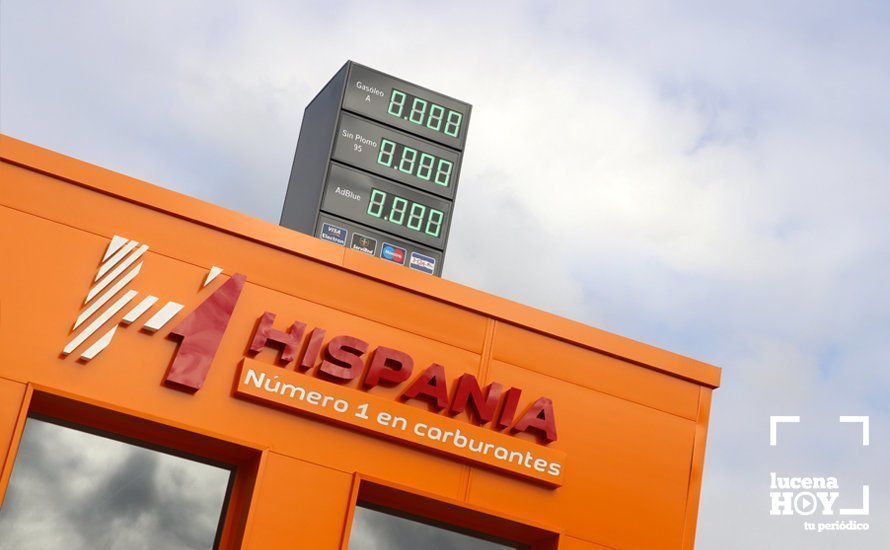 Gasóleo
A
8.888
Sin Plomo
95
8.888
AdBlue
8.888
VISA
Electron
Maestro
VISA
HISPANIA
Número 1 en carburantes
lucena
HOY
tu periódico